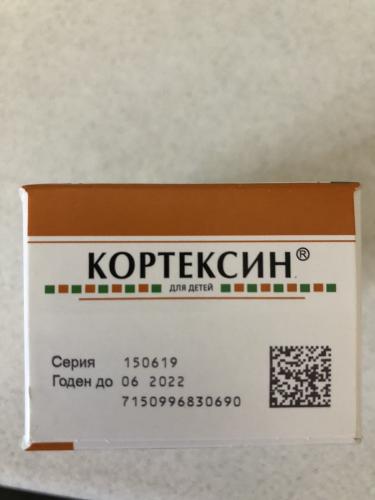 КОРТЕКСИН®
ДЛЯ ДЕТЕЙ
Серия 150619
Годен до 06 2022
7150996830690